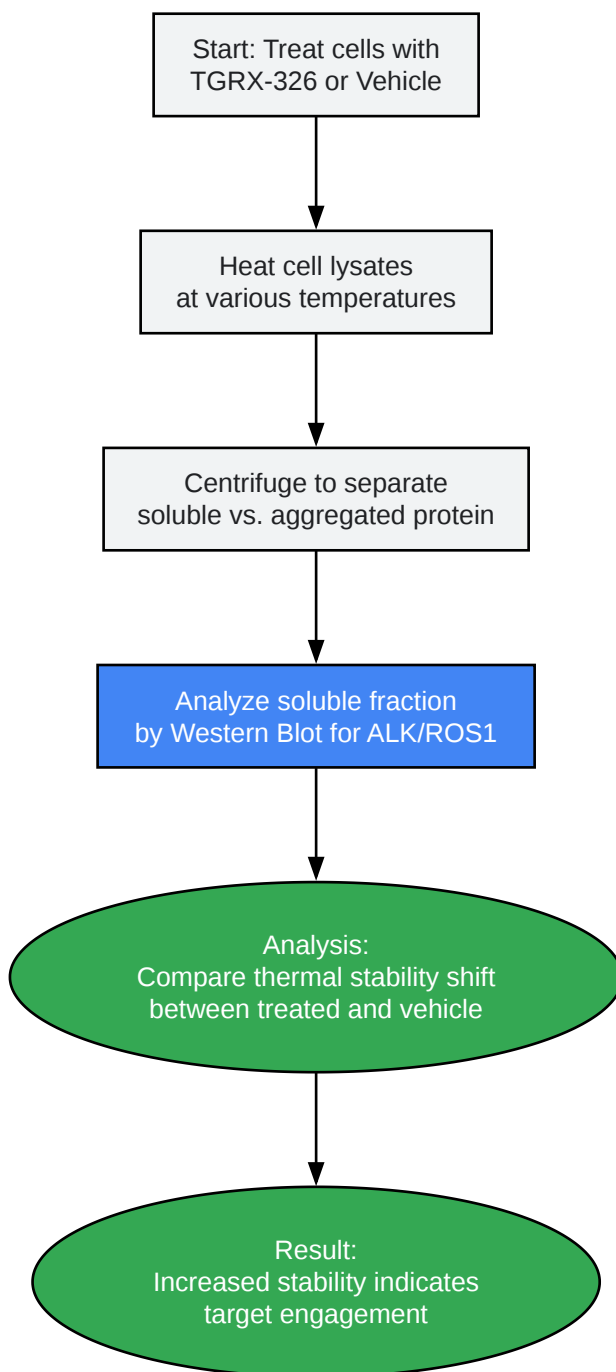 Start: Treat cells with
TGRX-326 or Vehicle
Heat cell lysates
at various temperatures
Centrifuge to separate
soluble vs. aggregated protein
Analyze soluble fraction
by Western Blot for ALK/ROS1
Analysis:
Compare thermal stability shift
between treated and vehicle
Result:
Increased stability indicates
target engagement